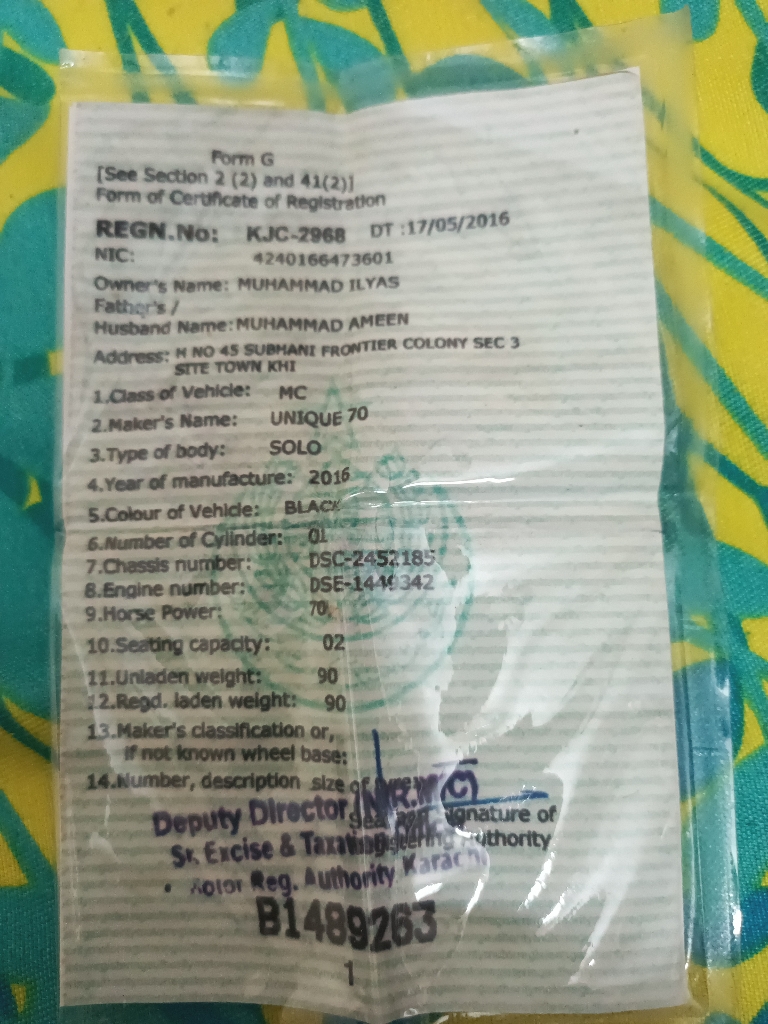 Form G
[See Section 2 (2) and 41(2)]
Form of Certificate of Registration
REGN.No: KJC-2968 DT :17/05/2016
NIC: 4240166473601
Owner's Name: MUHAMMAD ILYAS
Father's /
Husband Name: MUHAMMAD AMEEN
Address: H NO 45 SUBHANI FRONTIER COLONY SEC 3
SITE TOWN KHI
1.Class of Vehicle: MC
2.Maker's Name: UNIQUE 70
3.Type of body: SOLO
4.Year of manufacture: 2016
5.Colour of Vehicle: BLACK
6.Number of Cylinder: 01
7.Chassis number: DSC-2452185
8.Engine number: DSE-1449342
9.Horse Power: 70
10.Seating capacity: 02
11.Unladen weight: 90
12.Regd. laden weight: 90
13.Maker's classification or,
if not known wheel base:
14.Number, description size of
Deputy Director
signature of
Sr. Excise & Taxation
Authority
Motor Reg. Authority Karachi
B1489263
1